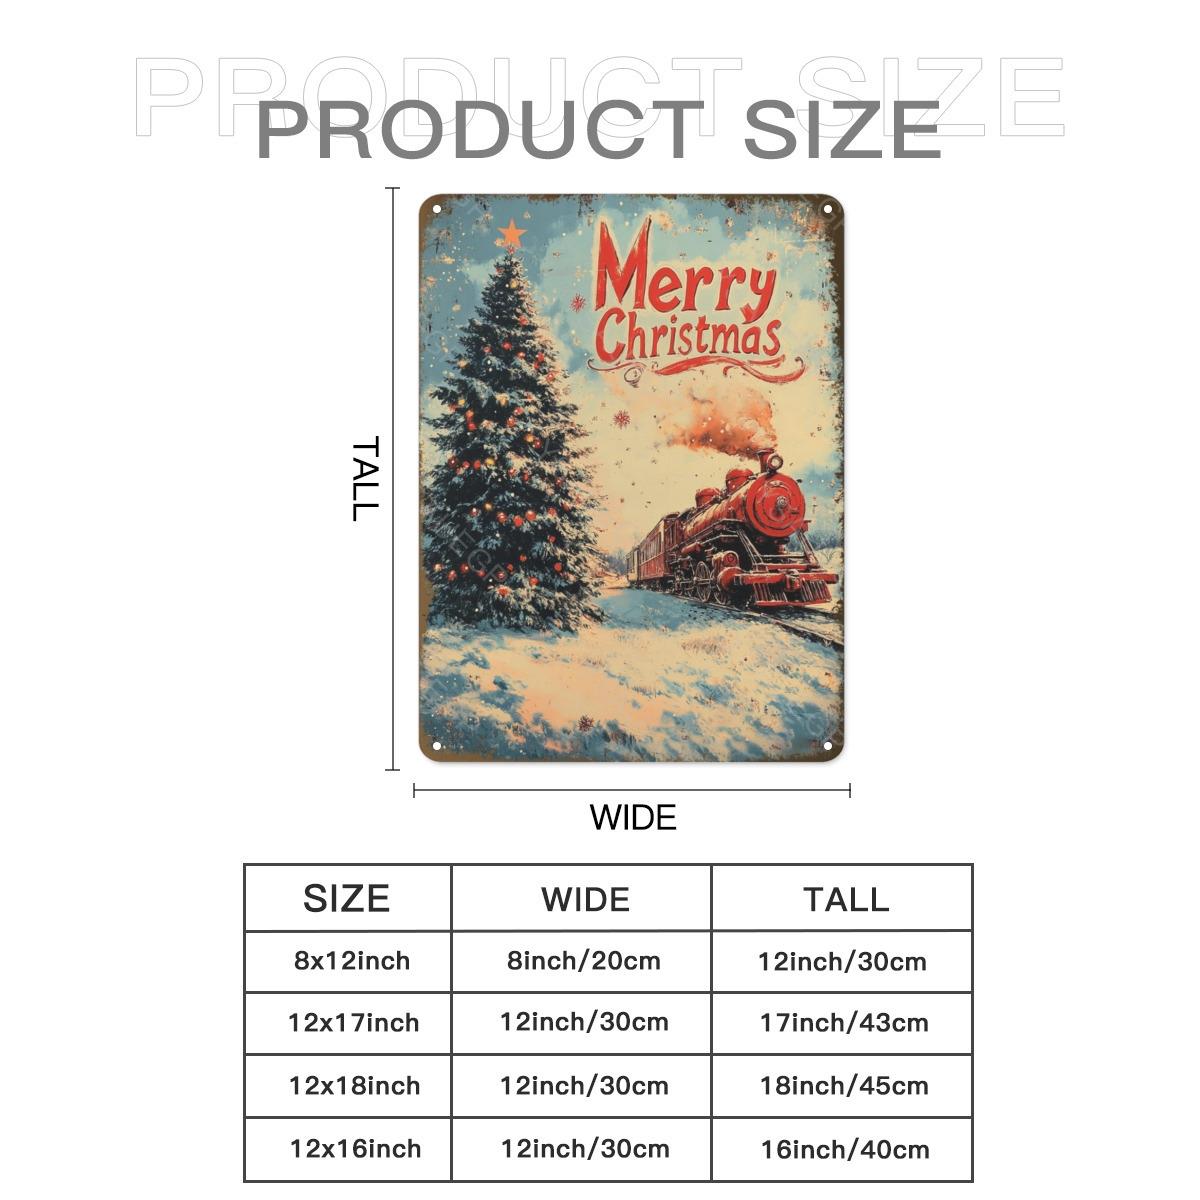 PRODUCT SIZE
PRODUCT SIZE
Merry
Christmas
TALL
WIDE
SIZE WIDE TALL
8x12inch 8inch/20cm 12inch/30cm
12x17inch 12inch/30cm 17inch/43cm
12x18inch 12inch/30cm 18inch/45cm
12x16inch 12inch/30cm 16inch/40cm